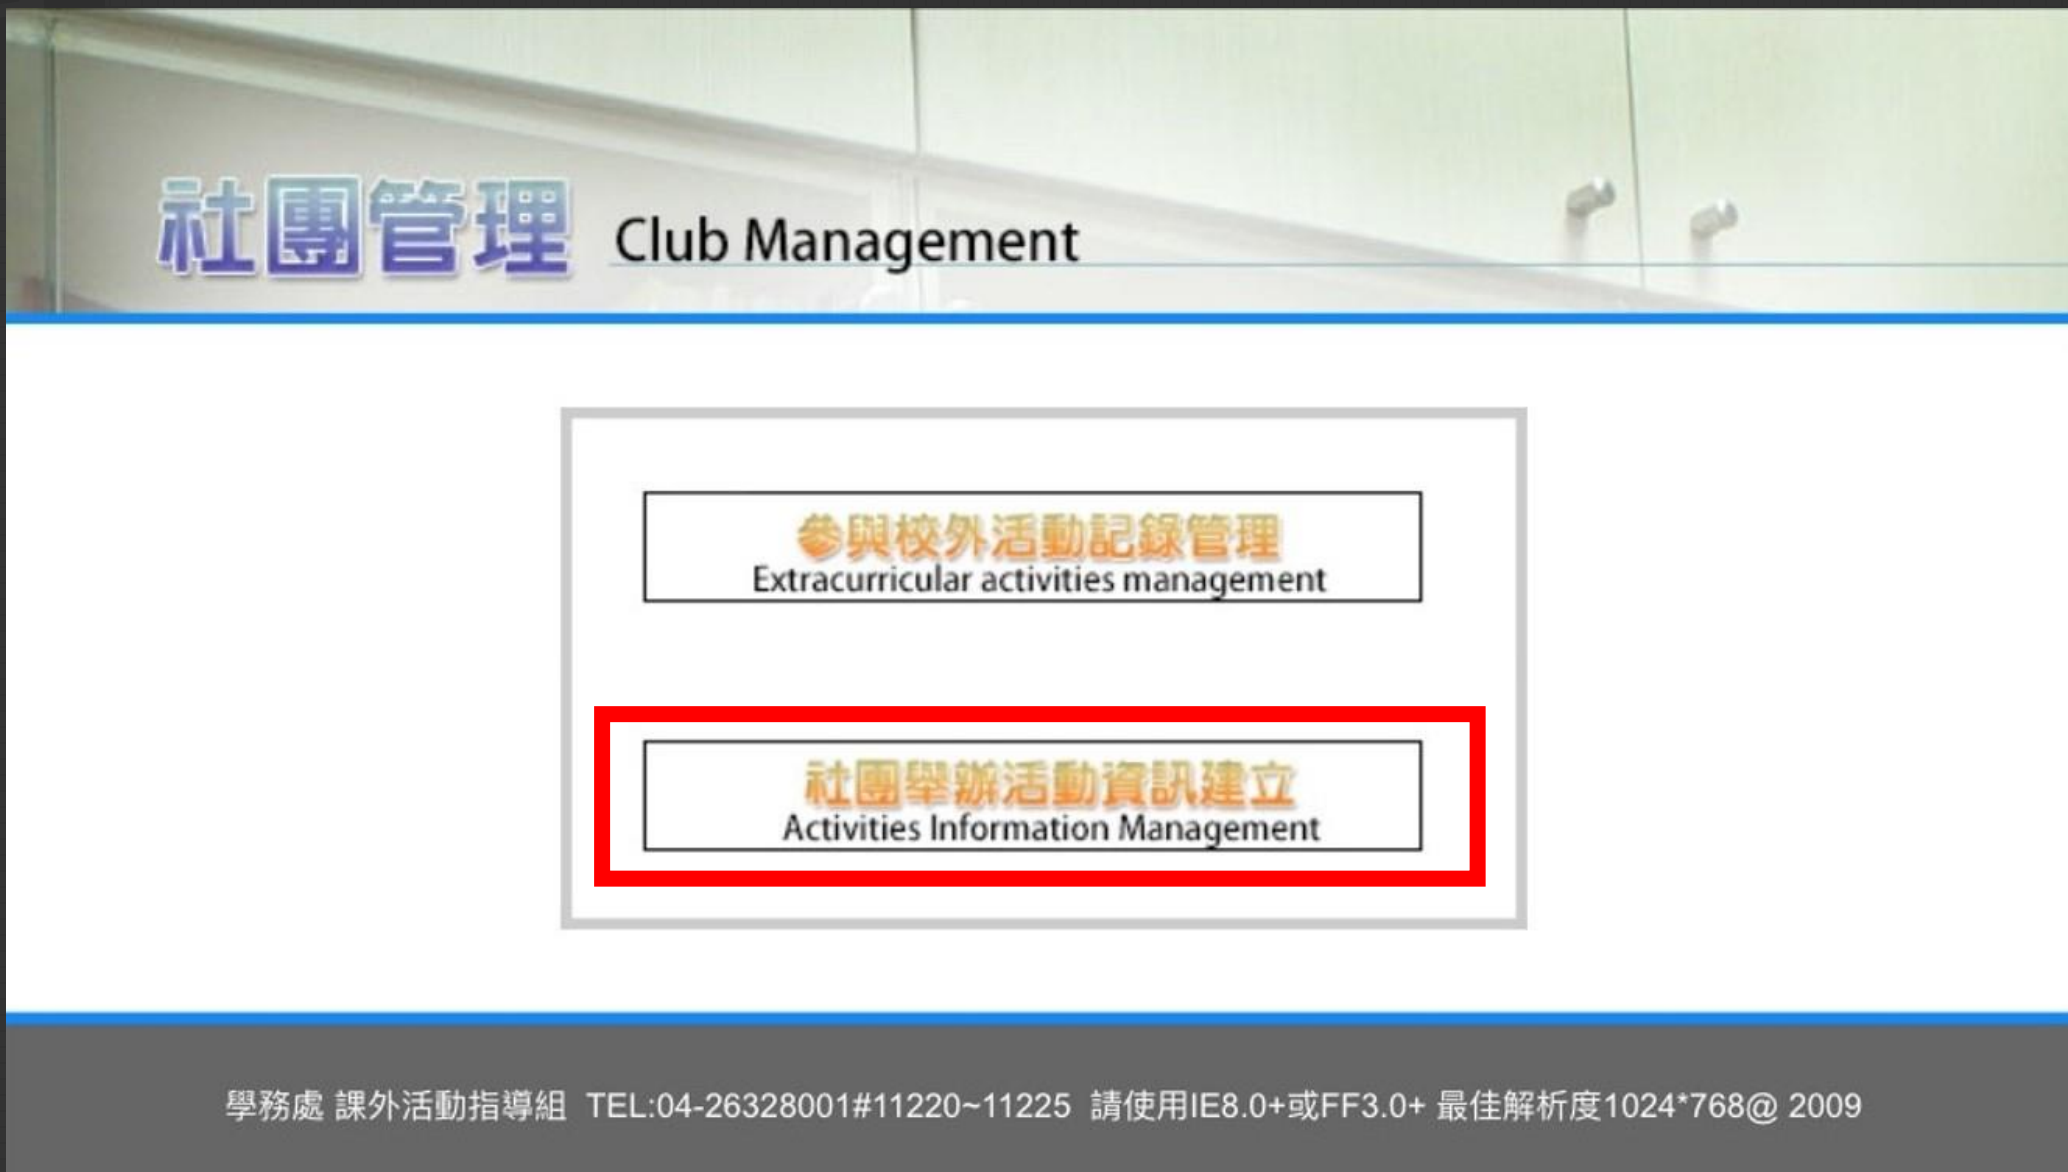 社團管理 Club Management
參與校外活動記錄管理
Extracurricular activities management
社團舉辦活動資訊建立
Activities Information Management
學務處 課外活動指導組 TEL:04-26328001#11220~11225 請使用IE8.0+或FF3.0+ 最佳解析度1024*768@ 2009